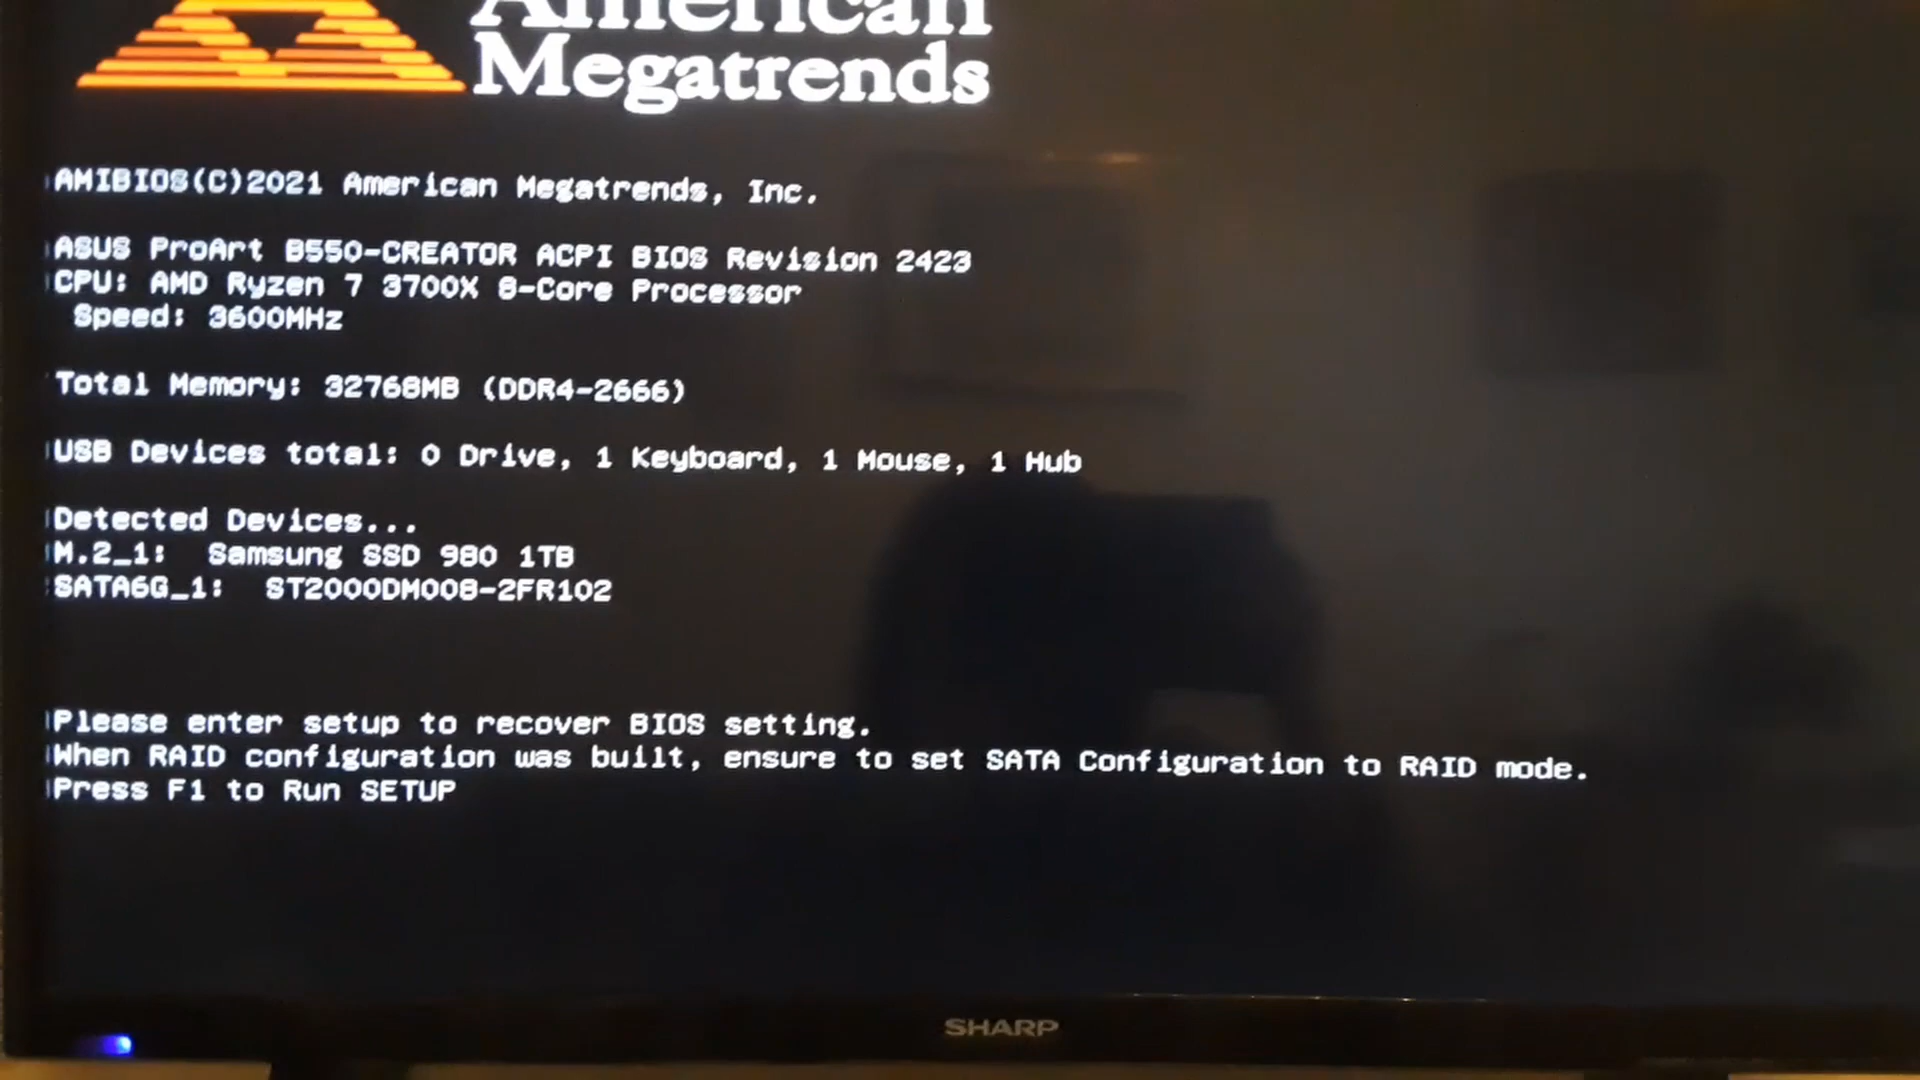 American
Megatrends
AMIBIOS(C)2021 American Megatrends, Inc.
ASUS ProArt B550-CREATOR ACPI BIOS Revision 2423
CPU: AMD Ryzen 7 3700X 8-Core Processor
Speed: 3600MHz
Total Memory: 32768MB (DDR4-2666)
USB Devices total: 0 Drive, 1 Keyboard, 1 Mouse, 1 Hub
Detected Devices...
M.2_1: Samsung SSD 980 1TB
SATA6G_1: ST2000DM008-2FR102
Please enter setup to recover BIOS setting.
When RAID configuration was built, ensure to set SATA Configuration to RAID mode.
Press F1 to Run SETUP
SHARP